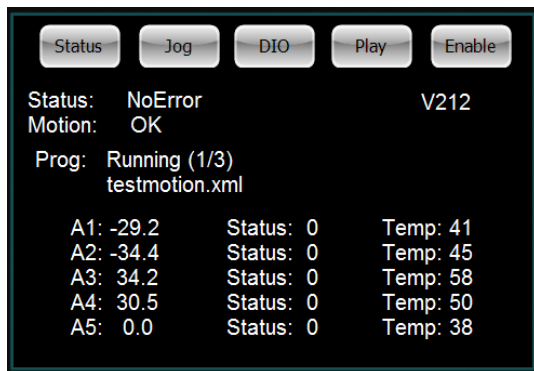 Status Jog DIO Play Enable
Status: NoError V212
Motion: OK
Prog: Running (1/3)
testmotion.xml
A1: -29.2 Status: 0 Temp: 41
A2: -34.4 Status: 0 Temp: 45
A3: 34.2 Status: 0 Temp: 58
A4: 30.5 Status: 0 Temp: 50
A5: 0.0 Status: 0 Temp: 38